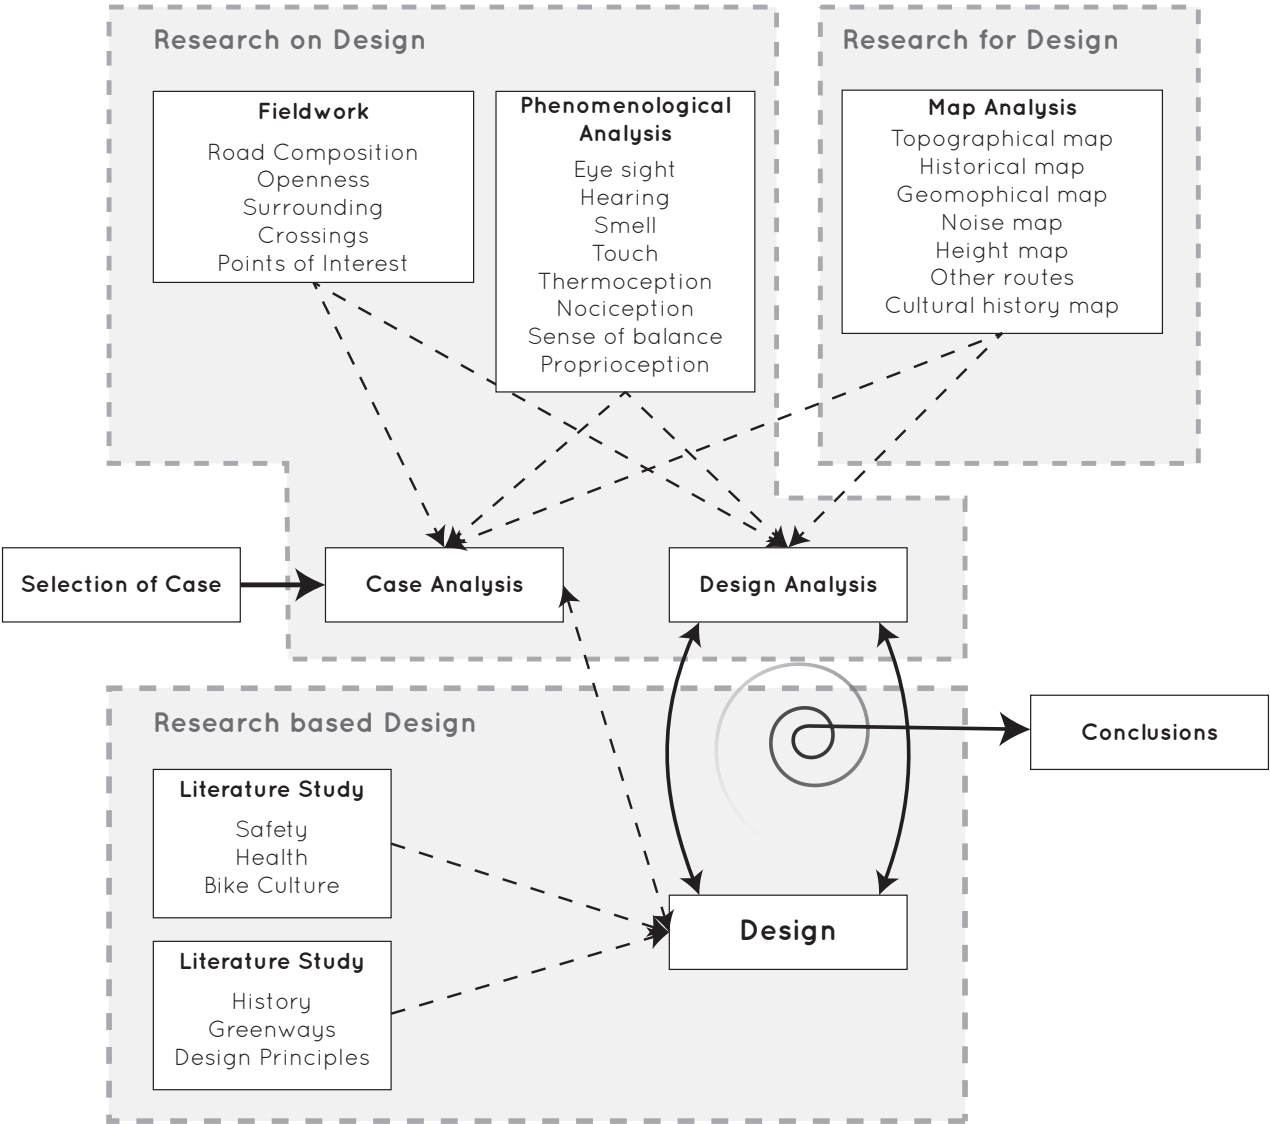 Research on Design
Fieldwork
Road Composition
Openness
Surrounding
Crossings
Points of Interest
Phenomenological
Analysis
Eye sight
Hearing
Smell
Touch
Thermoception
Nociception
Sense of balance
Proprioception
Research for Design
Map Analysis
Topographical map
Historical map
Geomophical map
Noise map
Height map
Other routes
Cultural history map
Selection of Case
Case Analysis
Design Analysis
Research based Design
Literature Study
Safety
Health
Bike Culture
Literature Study
History
Greenways
Design Principles
Design
Conclusions